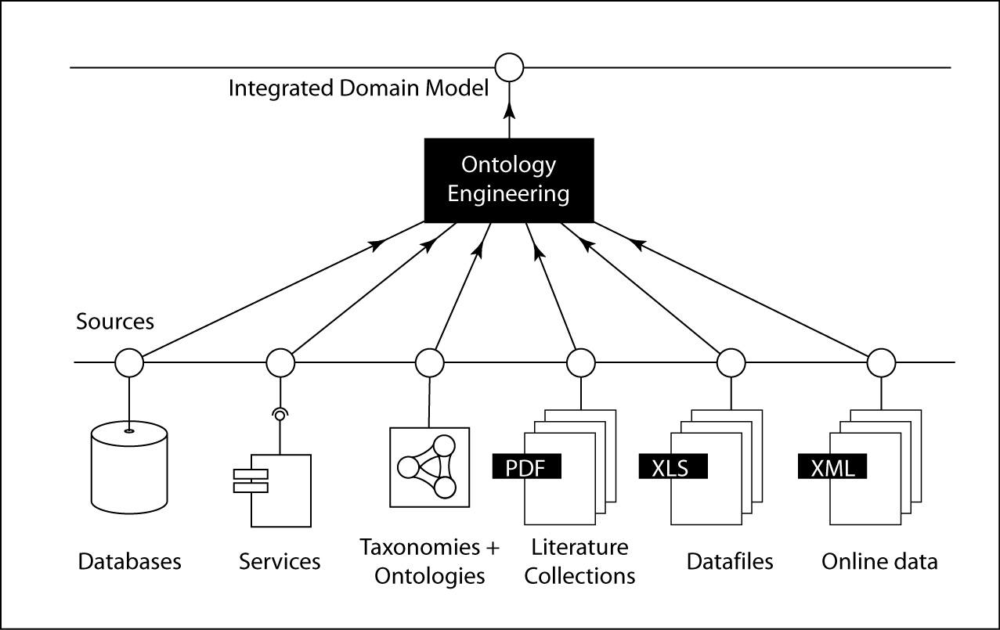 Integrated Domain Model
Ontology
Engineering
Sources
PDF
XLS
XML
Databases
Services
Taxonomies +
Ontologies
Literature
Collections
Datafiles
Online data